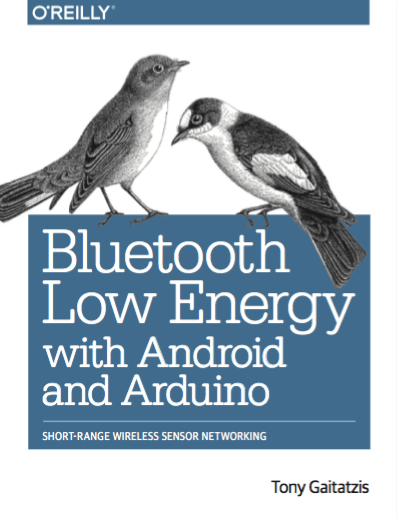 O'REILLY®
Bluetooth
Low Energy
with Android
and Arduino
SHORT-RANGE WIRELESS SENSOR NETWORKING
Tony Gaitatzis